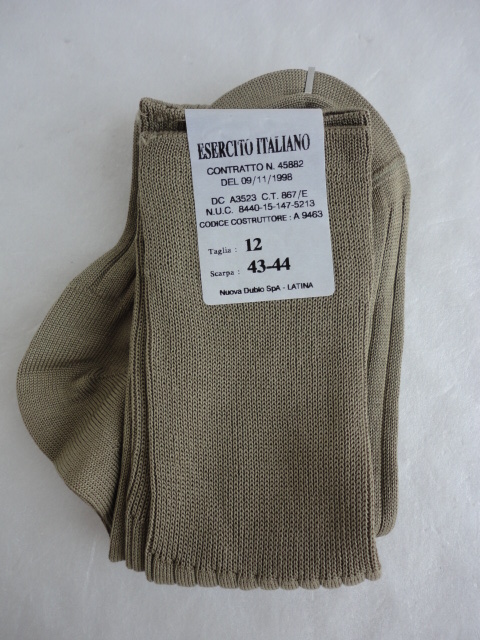 ESERCITO ITALIANO
CONTRATTO N. 45882
DEL 09/11/1998
DC A3523 C.T. 867/E
N.U.C. 8440-15-147-5213
CODICE COSTRUTTORE : A 9463
Taglia : 12
Scarpa : 43-44
Nuova Dublo SpA - LATINA